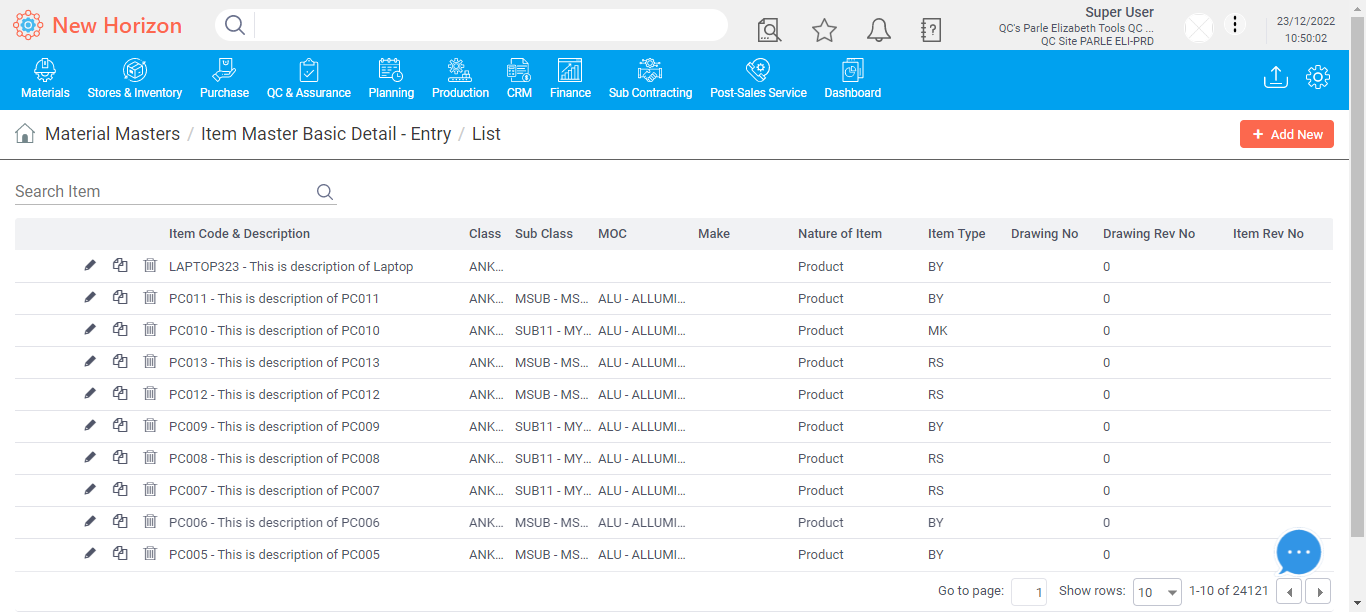 New Horizon
Super User
QC's Parle Elizabeth Tools QC ...
QC Site PARLE ELI-PRD
23/12/2022
10:50:02
Materials Stores & Inventory Purchase QC & Assurance Planning Production CRM Finance Sub Contracting Post-Sales Service Dashboard
Material Masters / Item Master Basic Detail - Entry / List
+ Add New
Search Item
Item Code & Description Class Sub Class MOC Make Nature of Item Item Type Drawing No Drawing Rev No Item Rev No
LAPTOP323 - This is description of Laptop ANK... Product BY 0
PC011 - This is description of PC011 ANK... MSUB - MS... ALU - ALLUMI... Product BY 0
PC010 - This is description of PC010 ANK... SUB11 - MY... ALU - ALLUMI... Product MK 0
PC013 - This is description of PC013 ANK... MSUB - MS... ALU - ALLUMI... Product RS 0
PC012 - This is description of PC012 ANK... MSUB - MS... ALU - ALLUMI... Product RS 0
PC009 - This is description of PC009 ANK... SUB11 - MY... ALU - ALLUMI... Product BY 0
PC008 - This is description of PC008 ANK... SUB11 - MY... ALU - ALLUMI... Product RS 0
PC007 - This is description of PC007 ANK... SUB11 - MY... ALU - ALLUMI... Product RS 0
PC006 - This is description of PC006 ANK... MSUB - MS... ALU - ALLUMI... Product BY 0
PC005 - This is description of PC005 ANK... MSUB - MS... ALU - ALLUMI... Product BY 0
Go to page: 1 Show rows: 10 1-10 of 24121